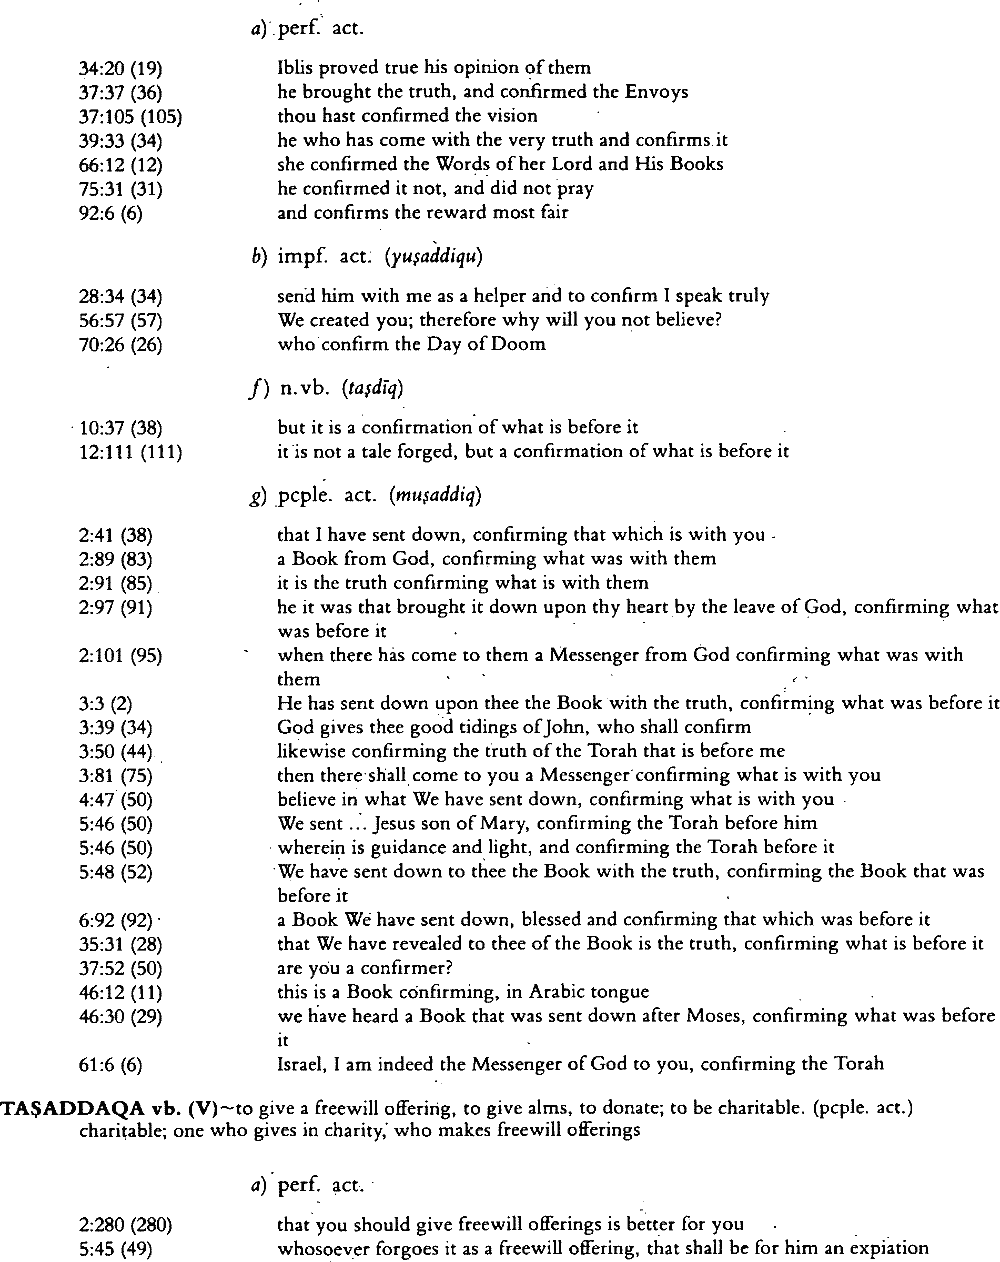 a) perf. act.
34:20 (19) Iblis proved true his opinion of them
37:37 (36) he brought the truth, and confirmed the Envoys
37:105 (105) thou hast confirmed the vision
39:33 (34) he who has come with the very truth and confirms it
66:12 (12) she confirmed the Words of her Lord and His Books
75:31 (31) he confirmed it not, and did not pray
92:6 (6) and confirms the reward most fair
b) impf. act. (yuṣaddiqu)
28:34 (34) send him with me as a helper and to confirm I speak truly
56:57 (57) We created you; therefore why will you not believe?
70:26 (26) who confirm the Day of Doom
f) n.vb. (taṣdīq)
10:37 (38) but it is a confirmation of what is before it
12:111 (111) it is not a tale forged, but a confirmation of what is before it
g) pcple. act. (muṣaddiq)
2:41 (38) that I have sent down, confirming that which is with you
2:89 (83) a Book from God, confirming what was with them
2:91 (85) it is the truth confirming what is with them
2:97 (91) he it was that brought it down upon thy heart by the leave of God, confirming what
was before it
2:101 (95) when there has come to them a Messenger from God confirming what was with
them
3:3 (2) He has sent down upon thee the Book with the truth, confirming what was before it
3:39 (34) God gives thee good tidings of John, who shall confirm
3:50 (44) likewise confirming the truth of the Torah that is before me
3:81 (75) then there shall come to you a Messenger confirming what is with you
4:47 (50) believe in what We have sent down, confirming what is with you
5:46 (50) We sent ... Jesus son of Mary, confirming the Torah before him
5:46 (50) wherein is guidance and light, and confirming the Torah before it
5:48 (52) We have sent down to thee the Book with the truth, confirming the Book that was
before it
6:92 (92) a Book We have sent down, blessed and confirming that which was before it
35:31 (28) that We have revealed to thee of the Book is the truth, confirming what is before it
37:52 (50) are you a confirmer?
46:12 (11) this is a Book confirming, in Arabic tongue
46:30 (29) we have heard a Book that was sent down after Moses, confirming what was before
it
61:6 (6) Israel, I am indeed the Messenger of God to you, confirming the Torah
TAṢADDAQA vb. (V)~to give a freewill offering, to give alms, to donate; to be charitable. (pcple. act.)
charitable; one who gives in charity, who makes freewill offerings
a) perf. act.
2:280 (280) that you should give freewill offerings is better for you
5:45 (49) whosoever forgoes it as a freewill offering, that shall be for him an expiation